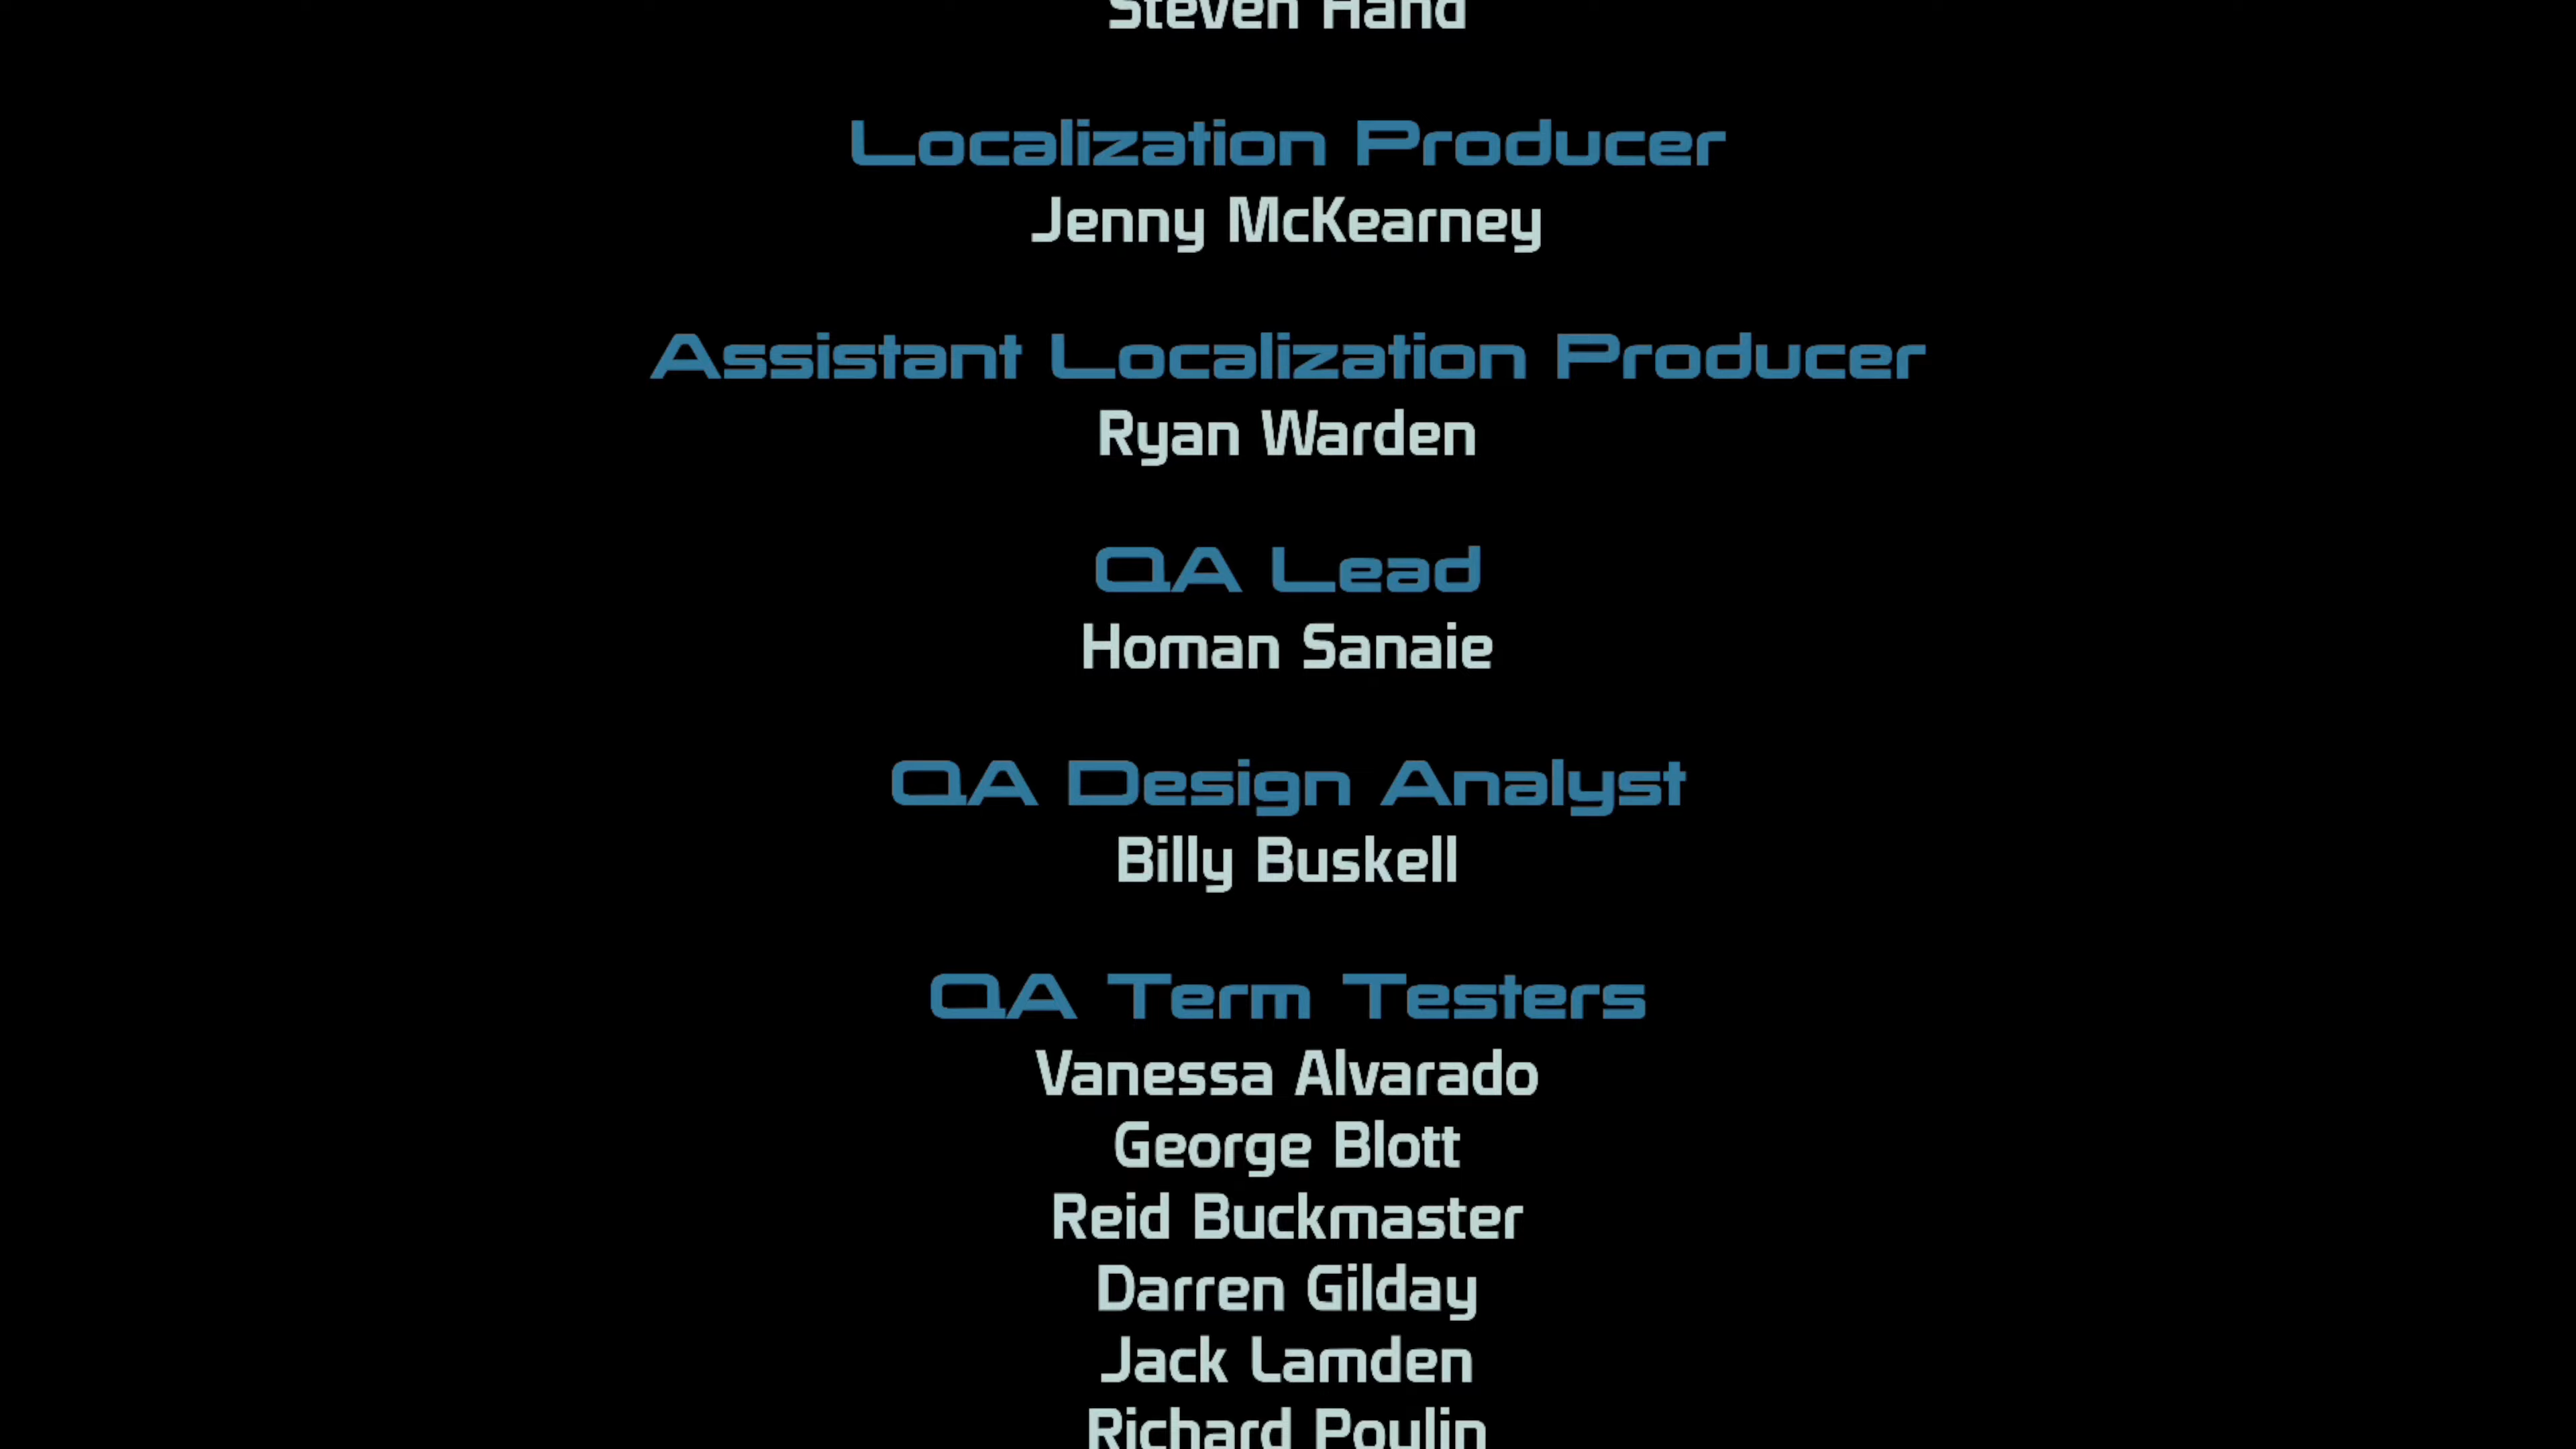 Steven Hand
Localization Producer
Jenny McKearney
Assistant Localization Producer
Ryan Warden
QA Lead
Homan Sanaie
QA Design Analyst
Billy Buskell
QA Term Testers
Vanessa Alvarado
George Blott
Reid Buckmaster
Darren Gilday
Jack Lamden
Richard Poulin